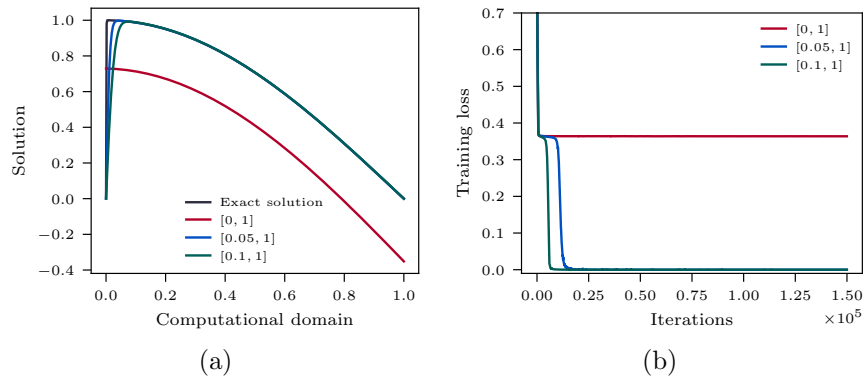 1.0
0.8
0.6
0.4
0.2
0.0
−0.2
−0.4
Solution
Exact solution
[0, 1]
[0.05, 1]
[0.1, 1]
0.0 0.2 0.4 0.6 0.8 1.0
Computational domain
(a)
0.7
0.6
0.5
0.4
0.3
0.2
0.1
0.0
Training loss
[0, 1]
[0.05, 1]
[0.1, 1]
0.00 0.25 0.50 0.75 1.00 1.25 1.50
×10⁵
Iterations
(b)